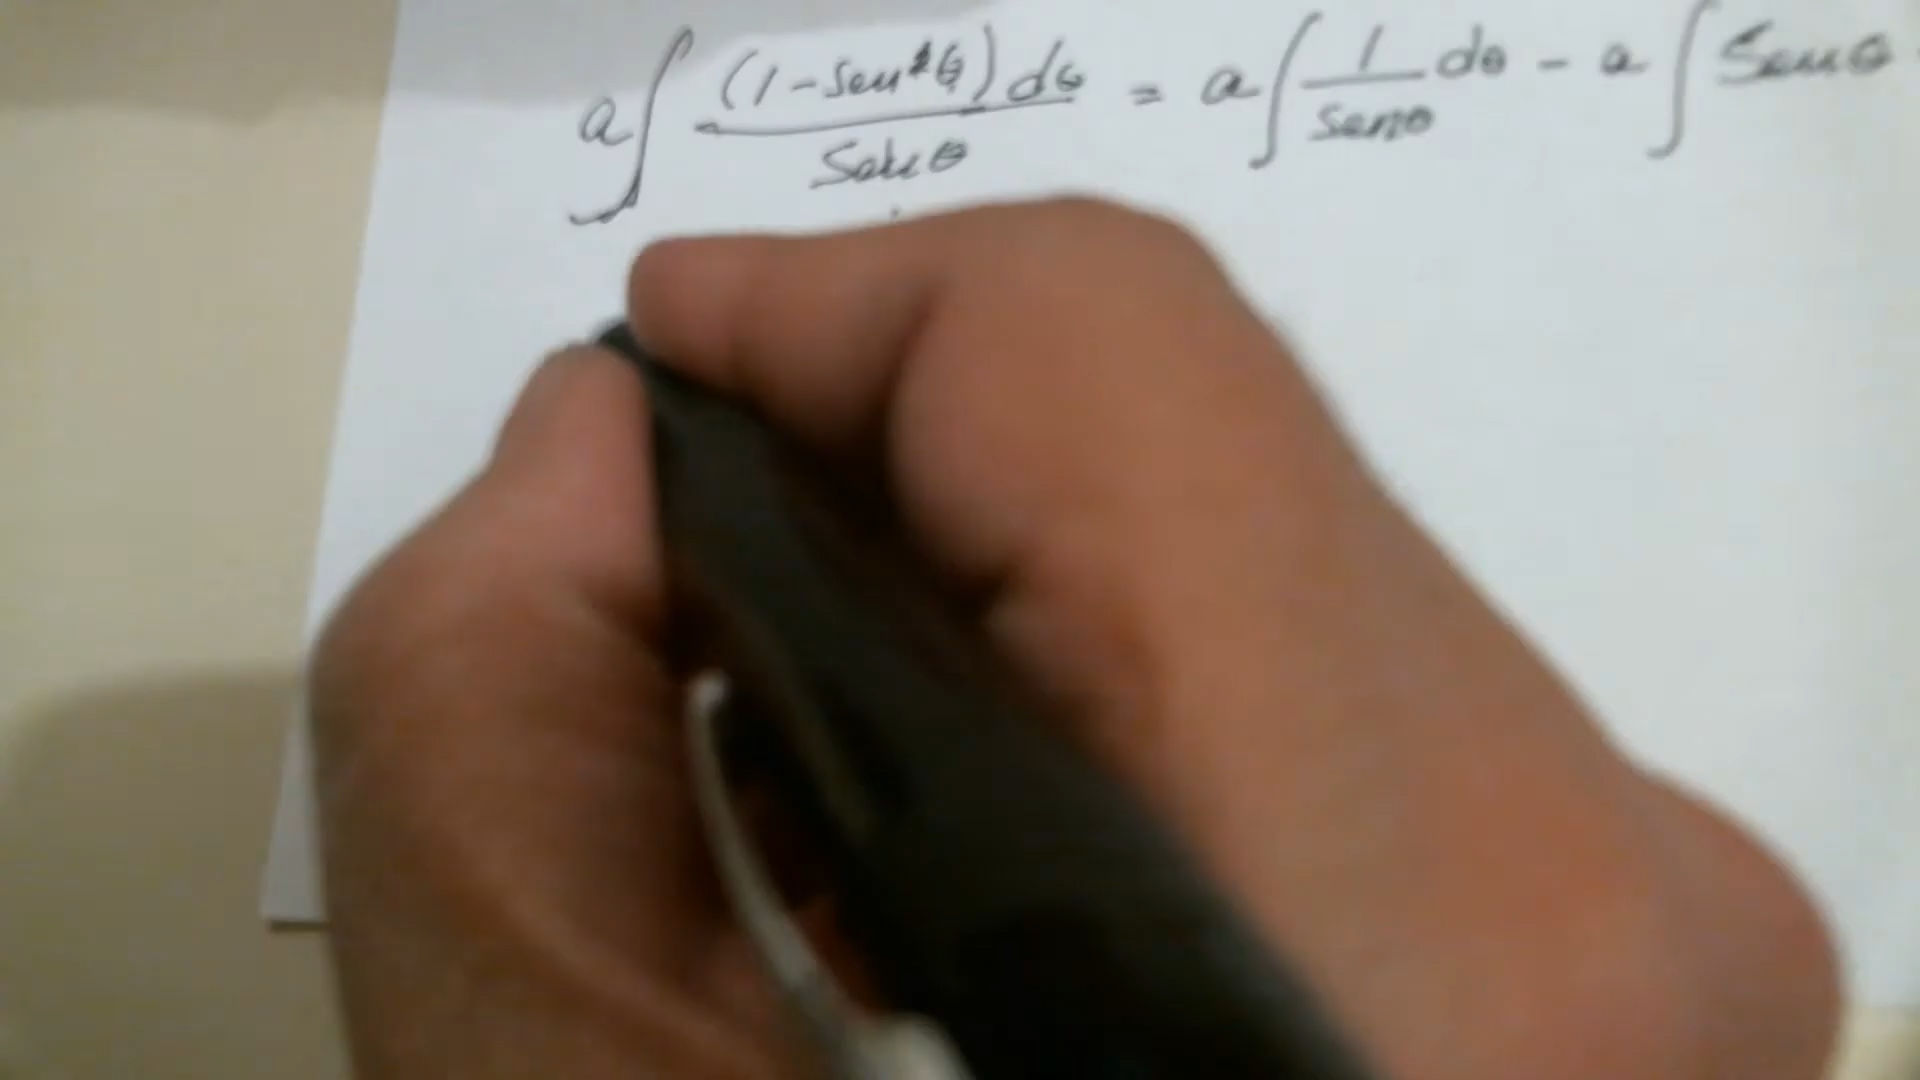 a∫ (1-sen²θ)dθ / senθ = a∫ 1/senθ dθ - a∫ senθ